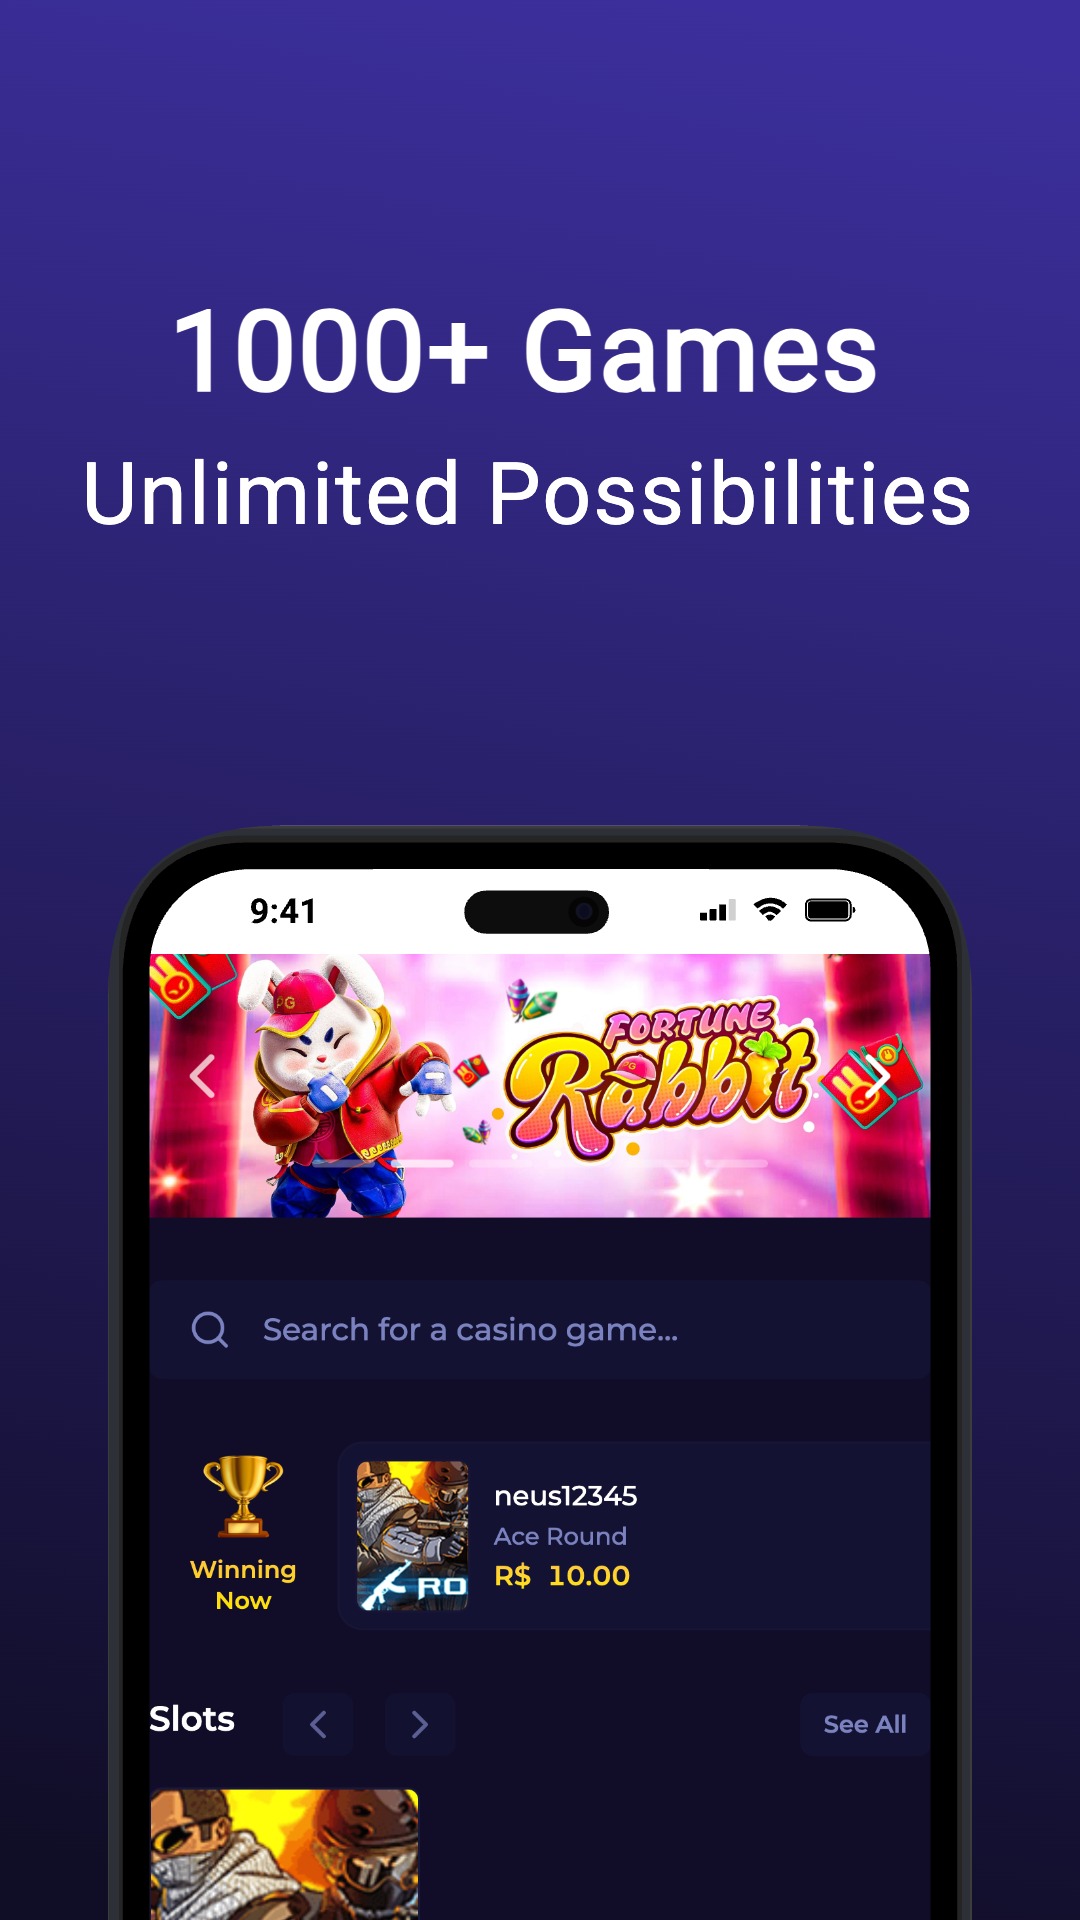 1000+ Games
Unlimited Possibilities
9:41
PG
FORTUNE
Rabbit
Search for a casino game...
neus12345
Ace Round
R$ 10.00
RO
Winning
Now
Slots
See All